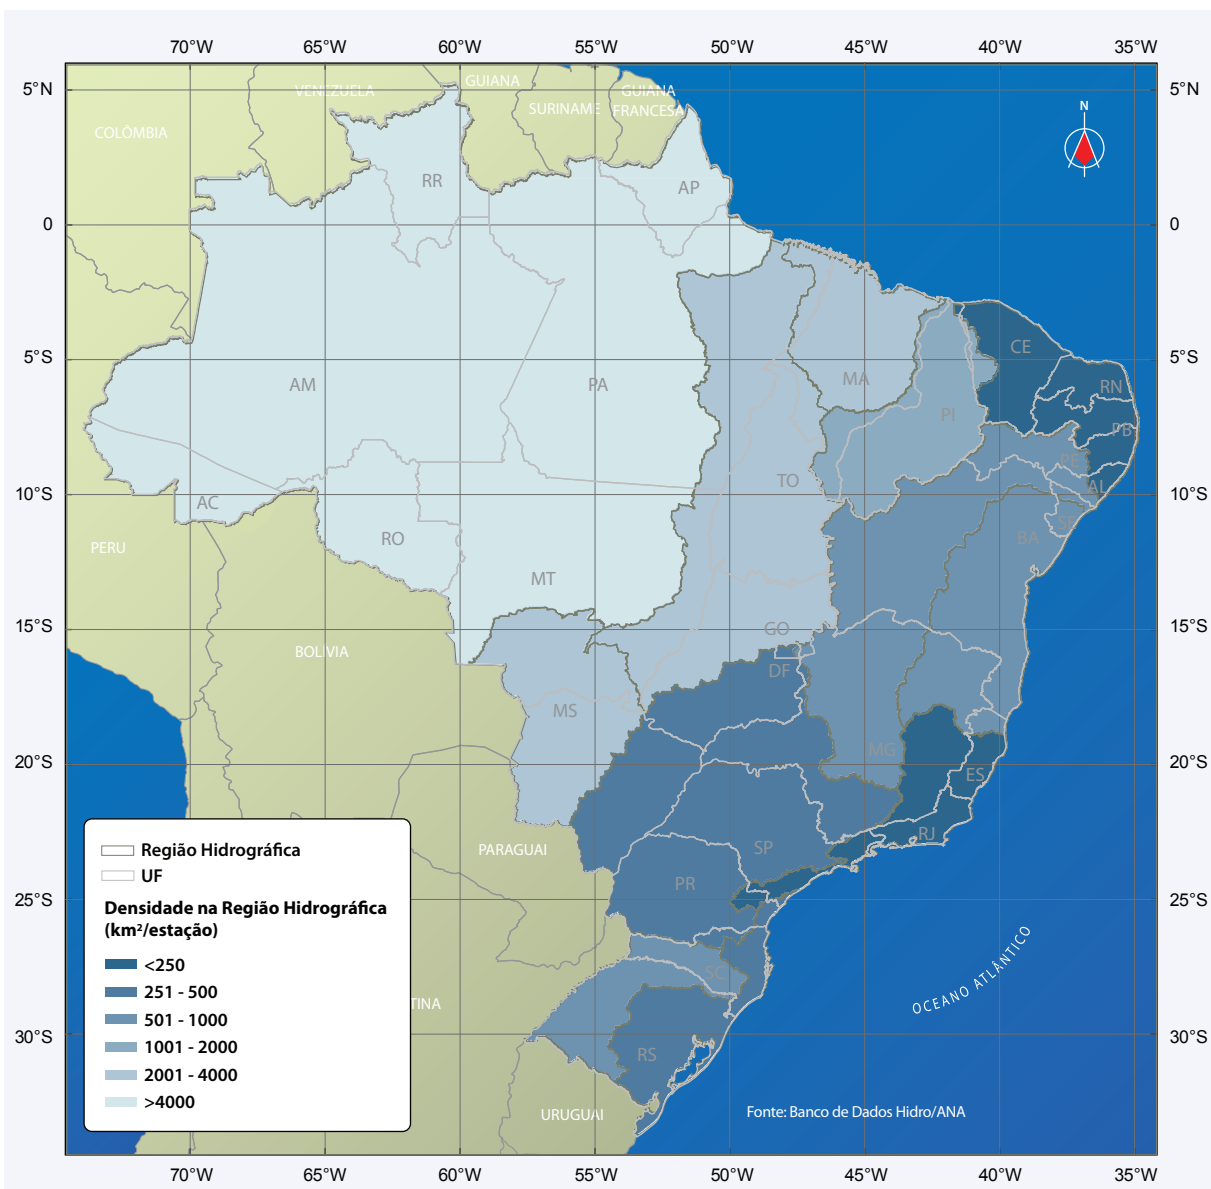 70°W 65°W 60°W 55°W 50°W 45°W 40°W 35°W
5°N 5°N
VENEZUELA
GUIANA
GUIANA
FRANCESA
SURINAME
COLÔMBIA
N
RR
AP
0 0
CE
5°S 5°S
AM
PA
MA
RN
PI
PB
PE
TO
AL
10°S 10°S
AC
SE
RO
BA
PERU
MT
15°S 15°S
GO
BOLIVIA
DF
MS
MG
20°S 20°S
ES
RJ
PARAGUAI
SP
PR
25°S 25°S
SC
OCEANO ATLÂNTICO
TINA
30°S 30°S
RS
URUGUAI
Região Hidrográfica
UF
Densidade na Região Hidrográfica
(km²/estação)
<250
251 - 500
501 - 1000
1001 - 2000
2001 - 4000
>4000
Fonte: Banco de Dados Hidro/ANA
70°W 65°W 60°W 55°W 50°W 45°W 40°W 35°W